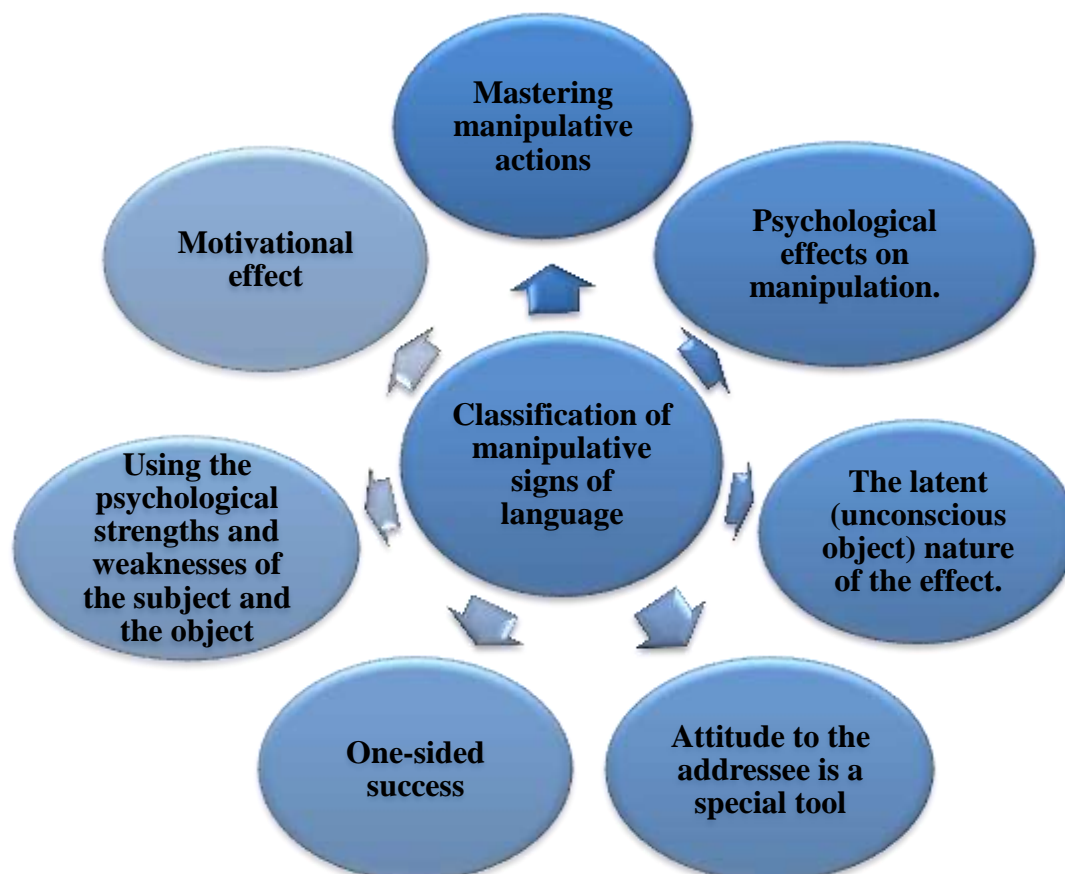 Mastering
manipulative
actions
Psychological
effects on
manipulation.
The latent
(unconscious
object) nature
of the effect.
Attitude to the
addressee is a
special tool
One-sided
success
Using the
psychological
strengths and
weaknesses of
the subject and
the object
Motivational
effect
Classification of
manipulative
signs of
language